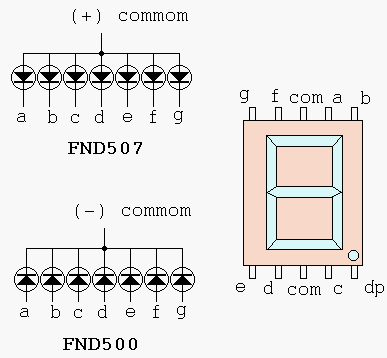 (+) commom
a b c d e f g
FND507
(-) commom
a b c d e f g
FND500
g f com a b
e d com c dp